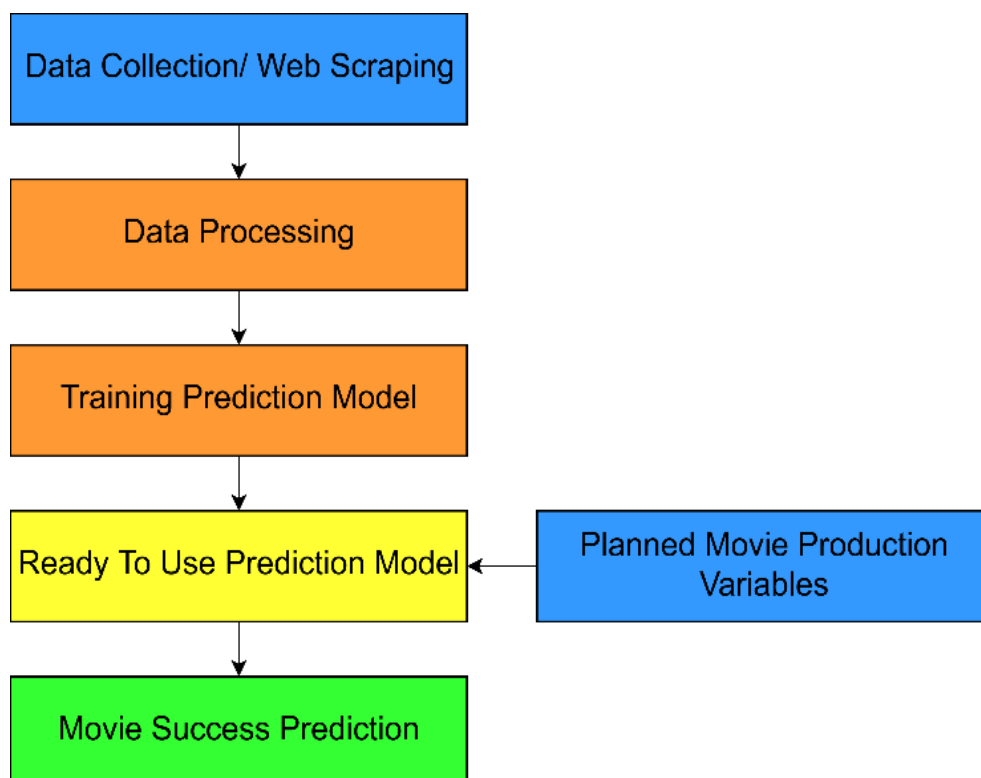 Data Collection/ Web Scraping
Data Processing
Training Prediction Model
Ready To Use Prediction Model
Planned Movie Production
Variables
Movie Success Prediction